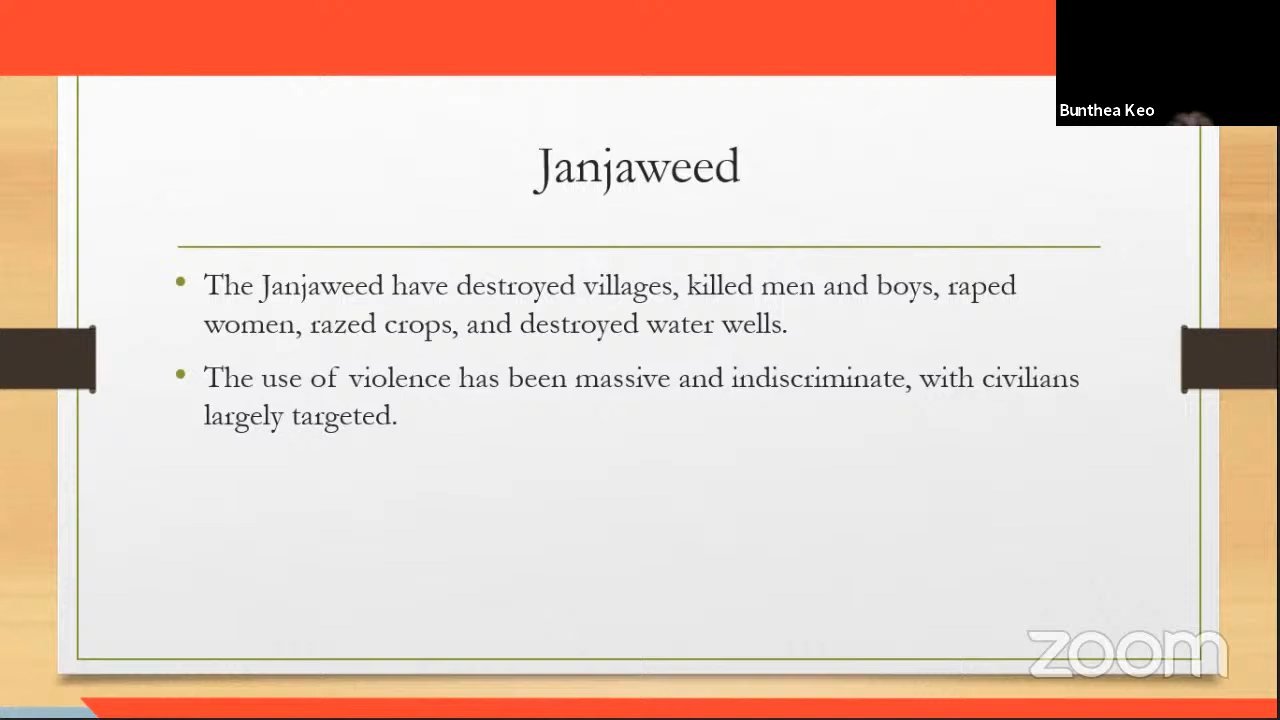 Bunthea Keo
Janjaweed
• The Janjaweed have destroyed villages, killed men and boys, raped
women, razed crops, and destroyed water wells.
• The use of violence has been massive and indiscriminate, with civilians
largely targeted.
zoom